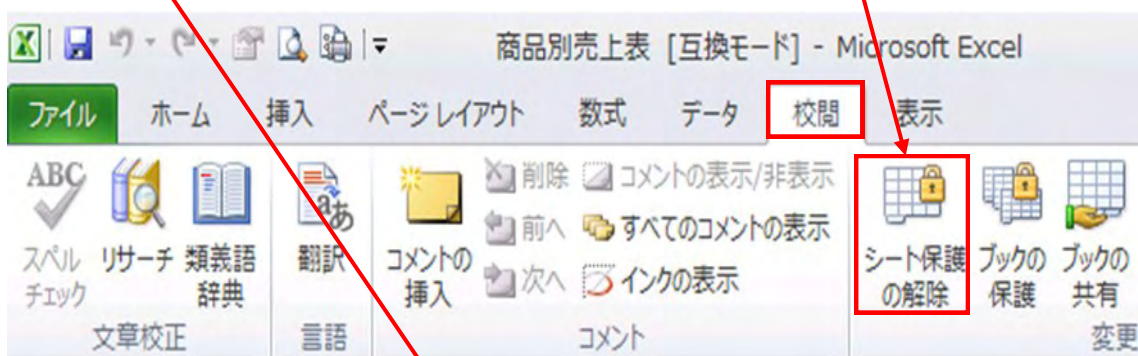 商品別売上表 [互換モード] - Microsoft Excel
ファイル ホーム 挿入 ページ レイアウト 数式 データ 校閲 表示
ABC
スペル
チェック
リサーチ
類義語
辞典
文章校正
aあ
翻訳
言語
コメントの
挿入
削除
前へ
次へ
コメントの表示/非表示
すべてのコメントの表示
インクの表示
コメント
シート保護
の解除
ブックの
保護
ブックの
共有
変更